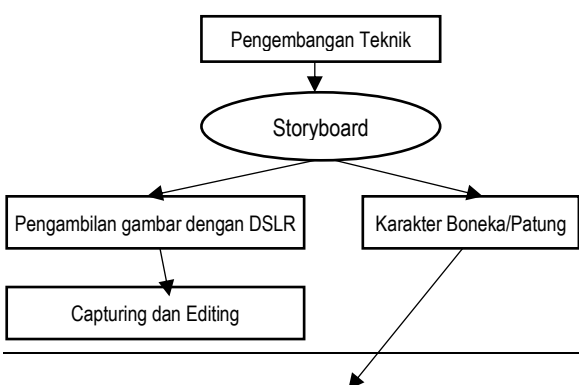 Pengembangan Teknik
Storyboard
Pengambilan gambar dengan DSLR
Karakter Boneka/Patung
Capturing dan Editing